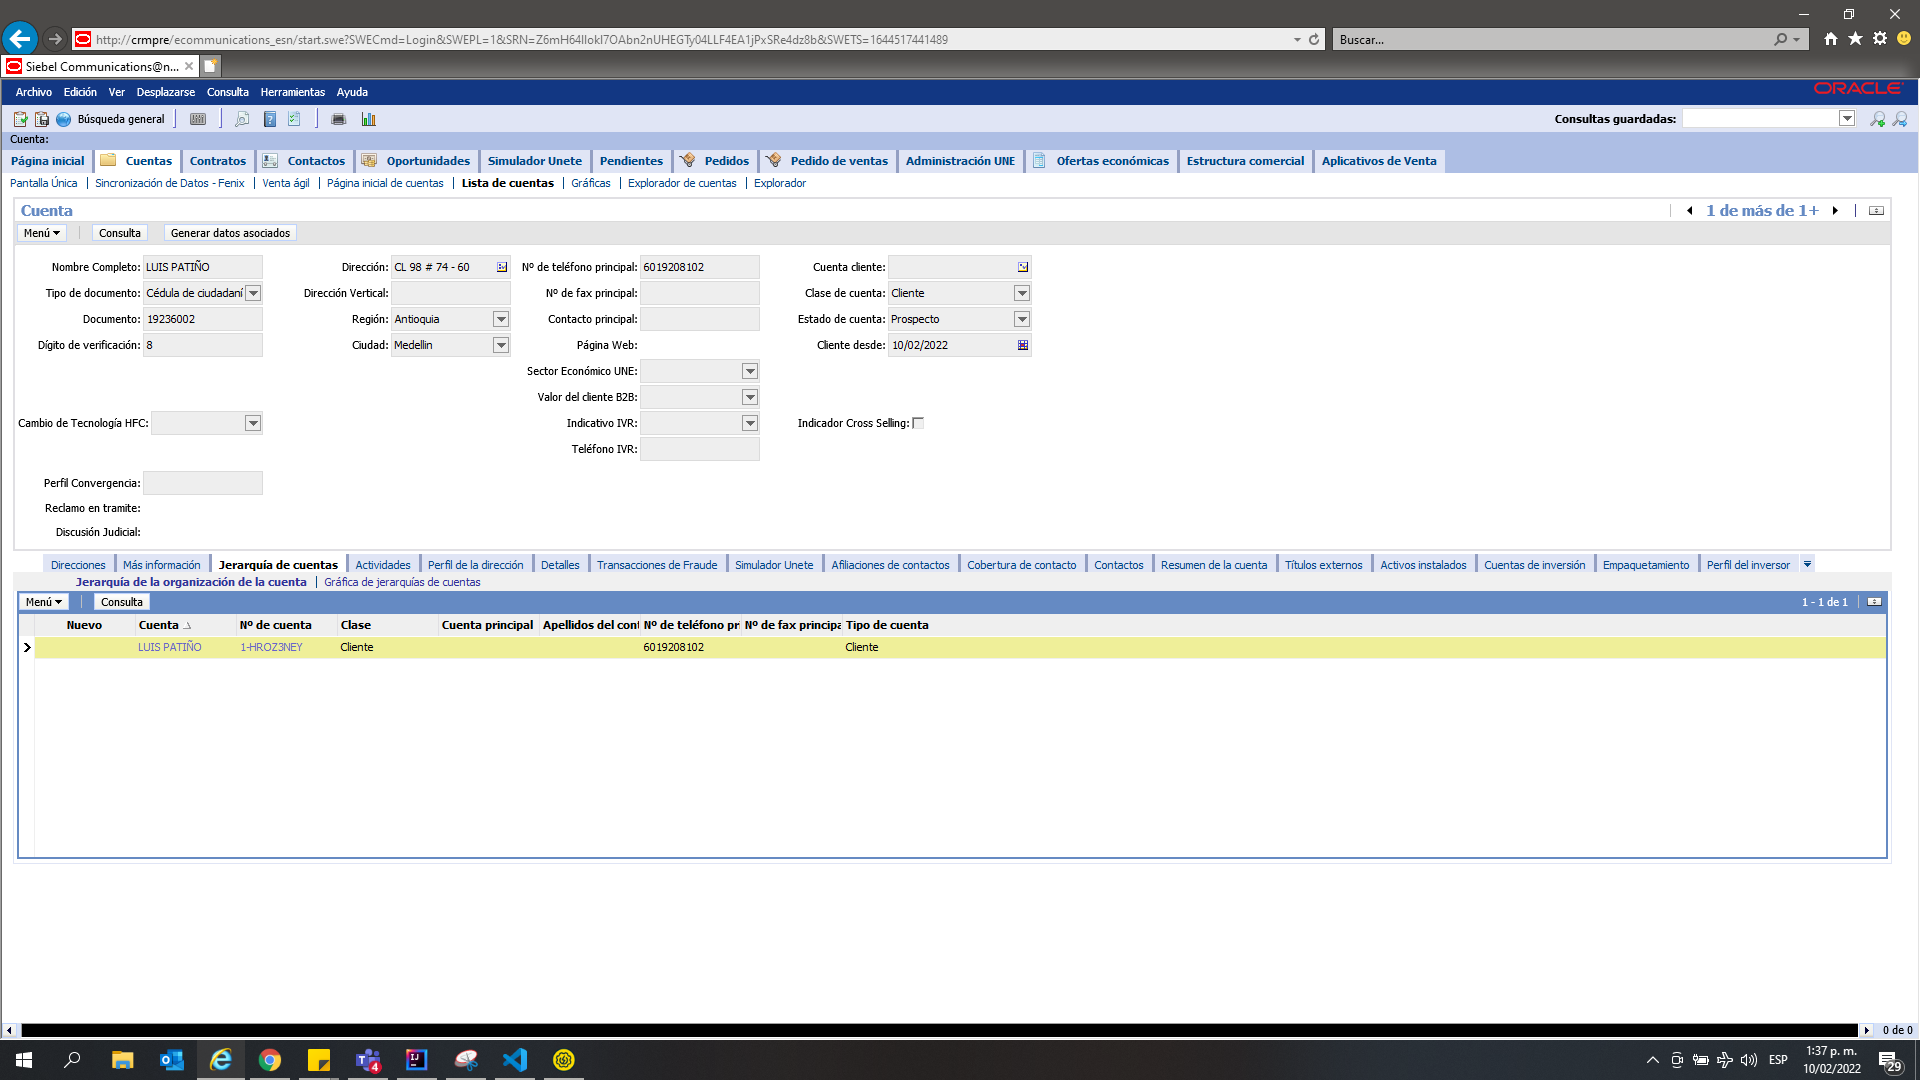 http://crmpre/ecommunications_esn/start.swe?SWECmd=Login&SWEPL=1&SRN=Z6mH64IlokI7OAbn2nUHEGTy04LLF4EA1jPxSRe4dz8b&SWETS=1644517441489 Buscar...
Siebel Communications@n...
Archivo Edición Ver Desplazarse Consulta Herramientas Ayuda ORACLE
Búsqueda general Consultas guardadas:
Cuenta:
Página inicial Cuentas Contratos Contactos Oportunidades Simulador Unete Pendientes Pedidos Pedido de ventas Administración UNE Ofertas económicas Estructura comercial Aplicativos de Venta
Pantalla Única Sincronización de Datos - Fenix Venta ágil Página inicial de cuentas Lista de cuentas Gráficas Explorador de cuentas Explorador
Cuenta 1 de más de 1+
Menú Consulta Generar datos asociados
Nombre Completo: LUIS PATIÑO Dirección: CL 98 # 74 - 60 Nº de teléfono principal: 6019208102 Cuenta cliente:
Tipo de documento: Cédula de ciudadaní Dirección Vertical: Nº de fax principal: Clase de cuenta: Cliente
Documento: 19236002 Región: Antioquia Contacto principal: Estado de cuenta: Prospecto
Dígito de verificación: 8 Ciudad: Medellin Página Web: Cliente desde: 10/02/2022
Sector Económico UNE:
Valor del cliente B2B:
Cambio de Tecnología HFC: Indicativo IVR: Indicador Cross Selling:
Teléfono IVR:
Perfil Convergencia:
Reclamo en tramite:
Discusión Judicial:
Direcciones Más información Jerarquía de cuentas Actividades Perfil de la dirección Detalles Transacciones de Fraude Simulador Unete Afiliaciones de contactos Cobertura de contacto Contactos Resumen de la cuenta Títulos externos Activos instalados Cuentas de inversión Empaquetamiento Perfil del inversor
Jerarquía de la organización de la cuenta Gráfica de jerarquías de cuentas
Menú Consulta 1 - 1 de 1
Nuevo Cuenta Nº de cuenta Clase Cuenta principal Apellidos del cont Nº de teléfono pr Nº de fax principa Tipo de cuenta
LUIS PATIÑO 1-HROZ3NEY Cliente 6019208102 Cliente
0 de 0
4 ESP 1:37 p. m.
10/02/2022 29